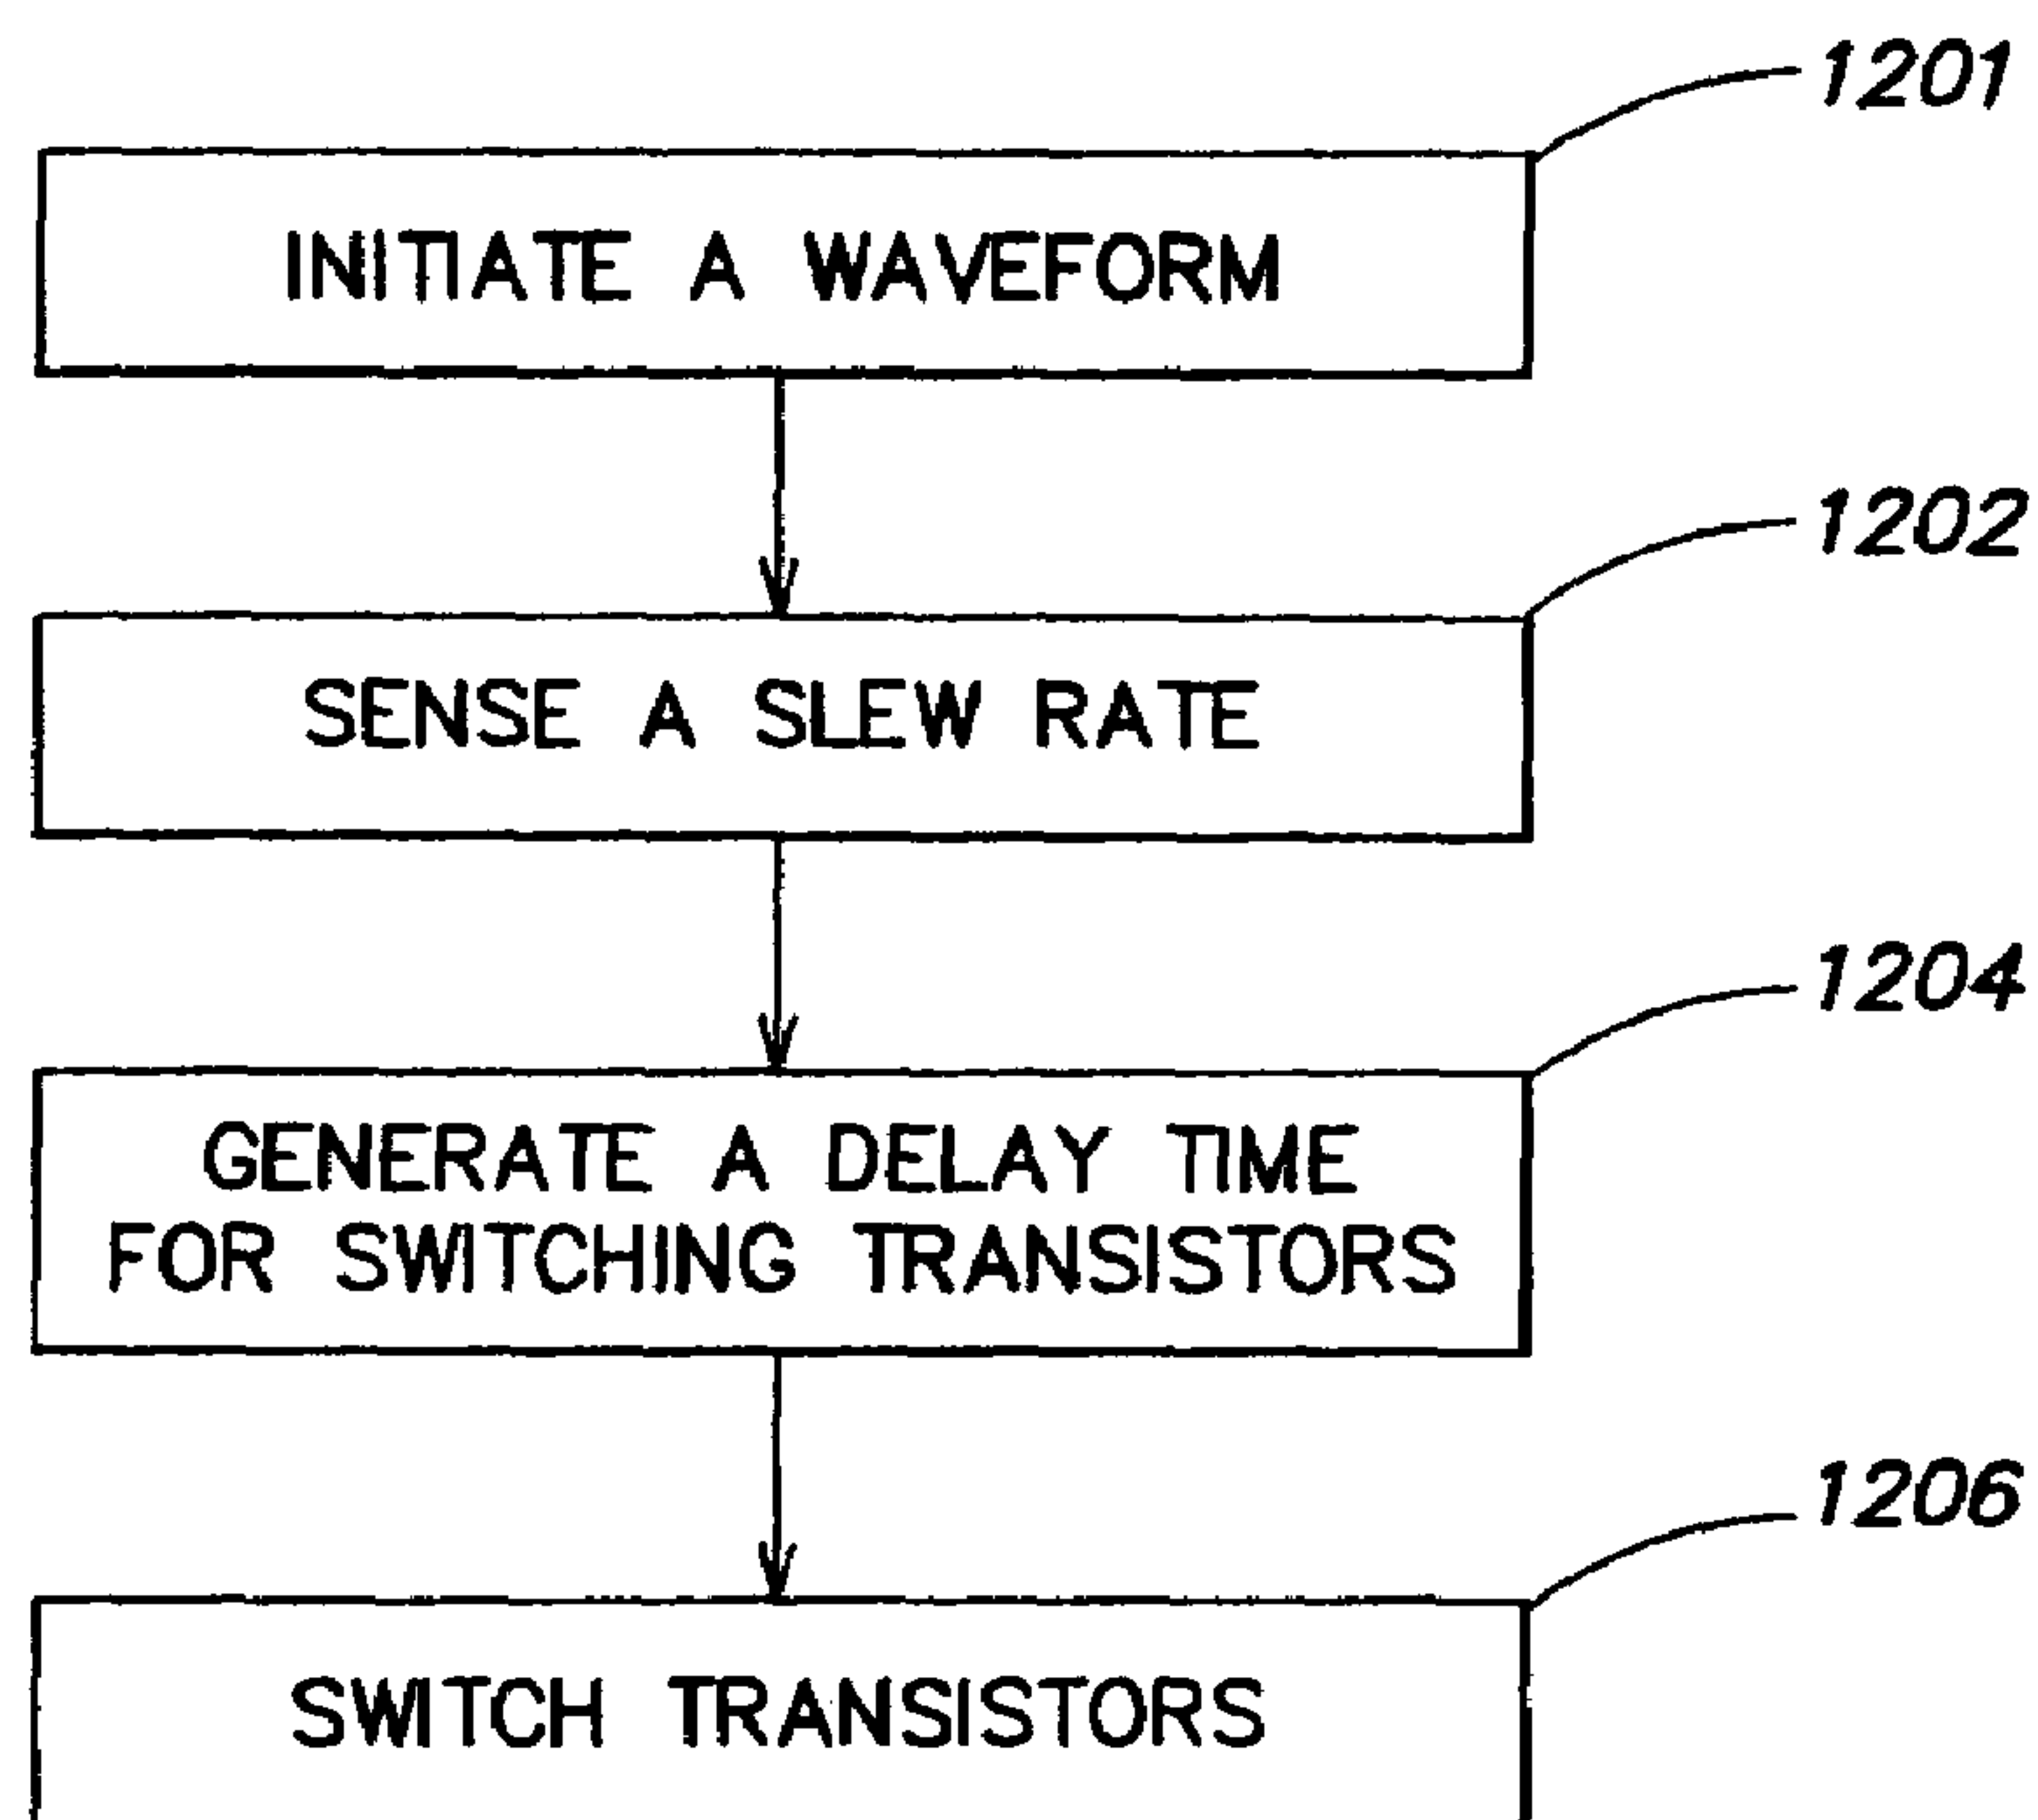 1201
INITIATE A WAVEFORM
1202
SENSE A SLEW RATE
1204
GENERATE A DELAY TIME
FOR SWITCHING TRANSISTORS
1206
SWITCH TRANSISTORS